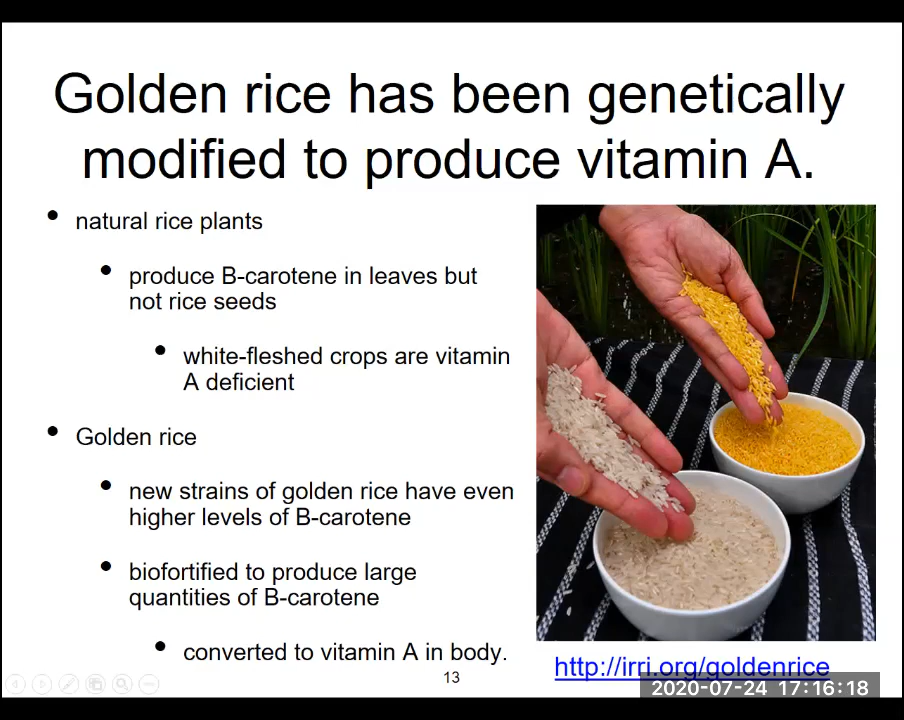 Golden rice has been genetically
modified to produce vitamin A.
• natural rice plants
• produce B-carotene in leaves but
not rice seeds
• white-fleshed crops are vitamin
A deficient
• Golden rice
• new strains of golden rice have even
higher levels of B-carotene
• biofortified to produce large
quantities of B-carotene
• converted to vitamin A in body.
http://irri.org/goldenrice
13
2020-07-24 17:16:18